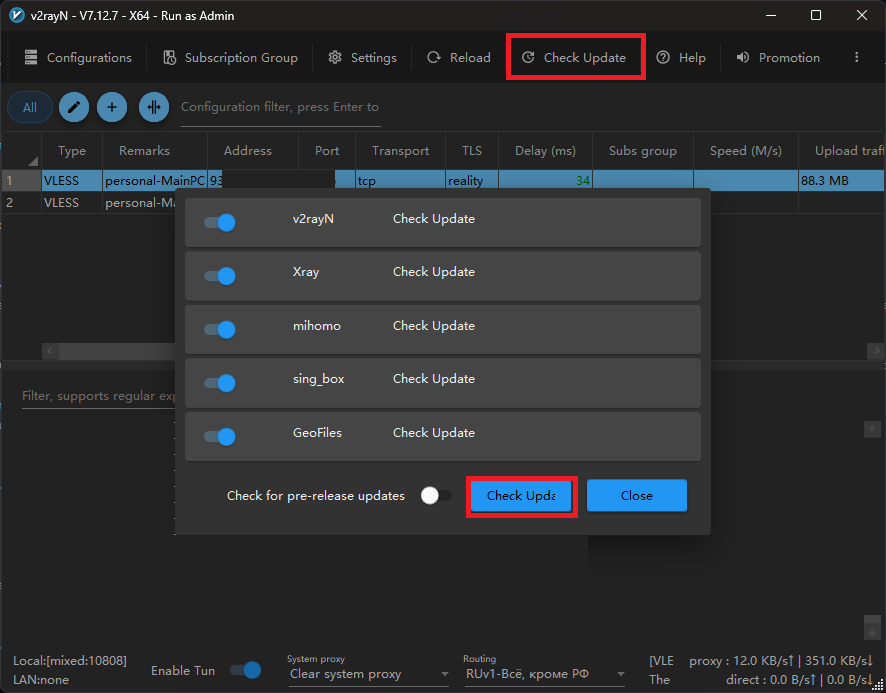 v2rayN - V7.12.7 - X64 - Run as Admin
Configurations Subscription Group Settings Reload Check Update Help Promotion
All Configuration filter, press Enter to
Type Remarks Address Port Transport TLS Delay (ms) Subs group Speed (M/s) Upload traff
1 VLESS personal-MainPC 93 tcp reality 34 88.3 MB
2 VLESS personal-Ma
v2rayN Check Update
Xray Check Update
mihomo Check Update
sing_box Check Update
GeoFiles Check Update
Filter, supports regular exp
Check for pre-release updates Check Upda Close
Local:[mixed:10808]
LAN:none
Enable Tun
System proxy
Clear system proxy
Routing
RUv1-Всё, кроме РФ
[VLE proxy : 12.0 KB/s↑ | 351.0 KB/s↓
The direct : 0.0 B/s↑ | 0.0 B/s↓